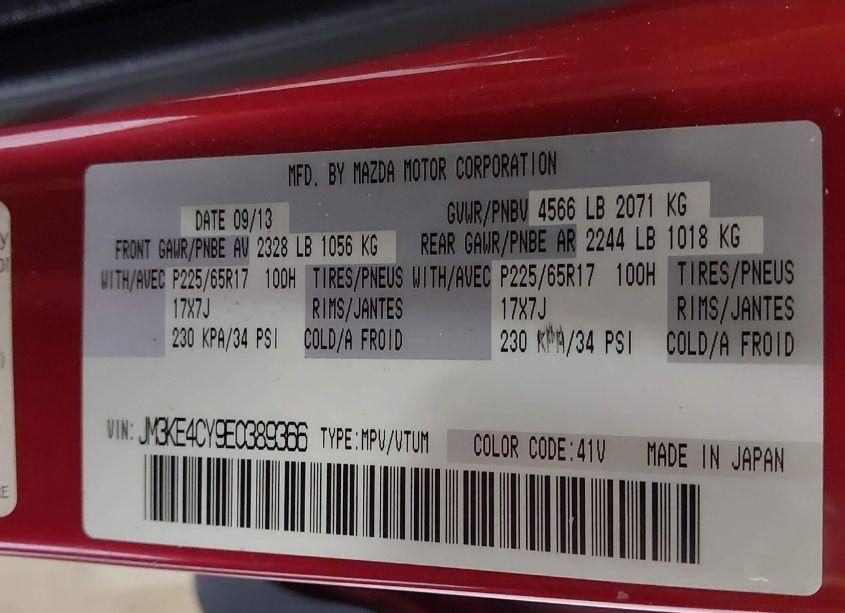 MFD. BY MAZDA MOTOR CORPORATION
DATE 09/13 GVWR/PNBV 4566 LB 2071 KG
FRONT GAWR/PNBE AV 2328 LB 1056 KG REAR GAWR/PNBE AR 2244 LB 1018 KG
WITH/AVEC P225/65R17 100H TIRES/PNEUS WITH/AVEC P225/65R17 100H TIRES/PNEUS
17X7J RIMS/JANTES 17X7J RIMS/JANTES
230 KPA/34 PSI COLD/A FROID 230 KPA/34 PSI COLD/A FROID
VIN: JM3KE4CY9E0389366 TYPE:MPV/VTUM COLOR CODE:41V MADE IN JAPAN